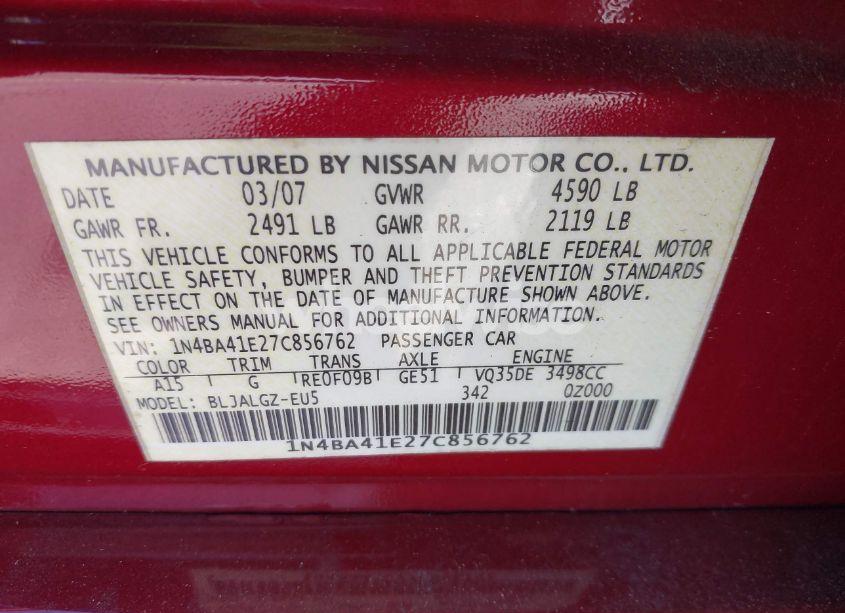 MANUFACTURED BY NISSAN MOTOR CO., LTD.
DATE 03/07 GVWR 4590 LB
GAWR FR. 2491 LB GAWR RR. 2119 LB
THIS VEHICLE CONFORMS TO ALL APPLICABLE FEDERAL MOTOR
VEHICLE SAFETY, BUMPER AND THEFT PREVENTION STANDARDS
IN EFFECT ON THE DATE OF MANUFACTURE SHOWN ABOVE.
SEE OWNERS MANUAL FOR ADDITIONAL INFORMATION.
VIN: 1N4BA41E27C856762 PASSENGER CAR
COLOR TRIM TRANS AXLE ENGINE
A15 G RE0F09B GE51 VQ35DE 3498CC
MODEL: BLJALGZ-EU5 342 QZ000
1N4BA41E27C856762